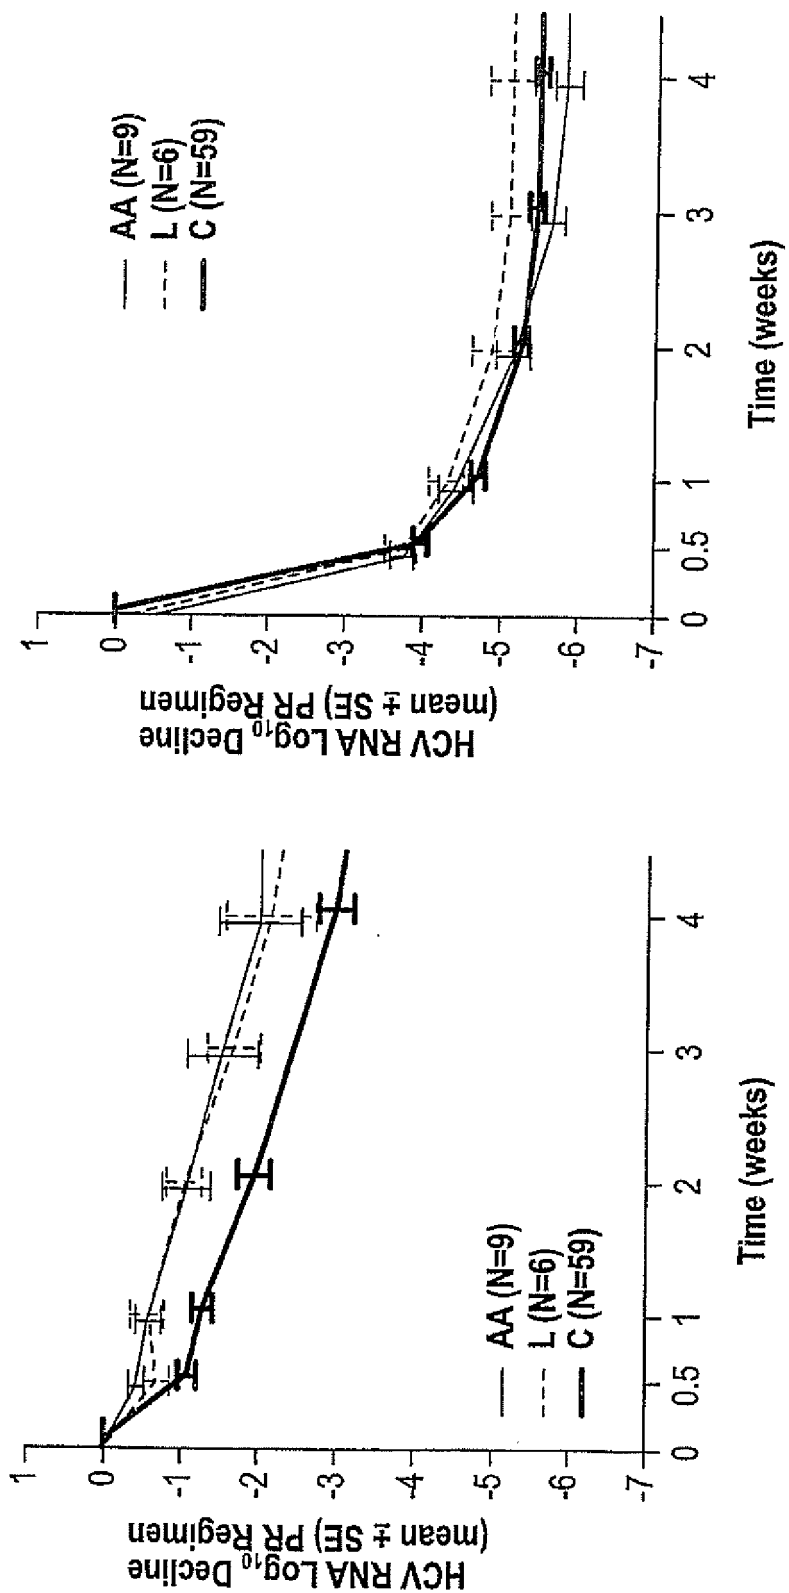 HCV RNA Log10 Decline
(mean ± SE) PR Regimen
1
0
-1
-2
-3
-4
-5
-6
-7
AA (N=9)
L (N=6)
C (N=59)
0 0.5 1 2 3 4
Time (weeks)
HCV RNA Log10 Decline
(mean ± SE) PR Regimen
1
0
-1
-2
-3
-4
-5
-6
-7
AA (N=9)
L (N=6)
C (N=59)
0 0.5 1 2 3 4
Time (weeks)